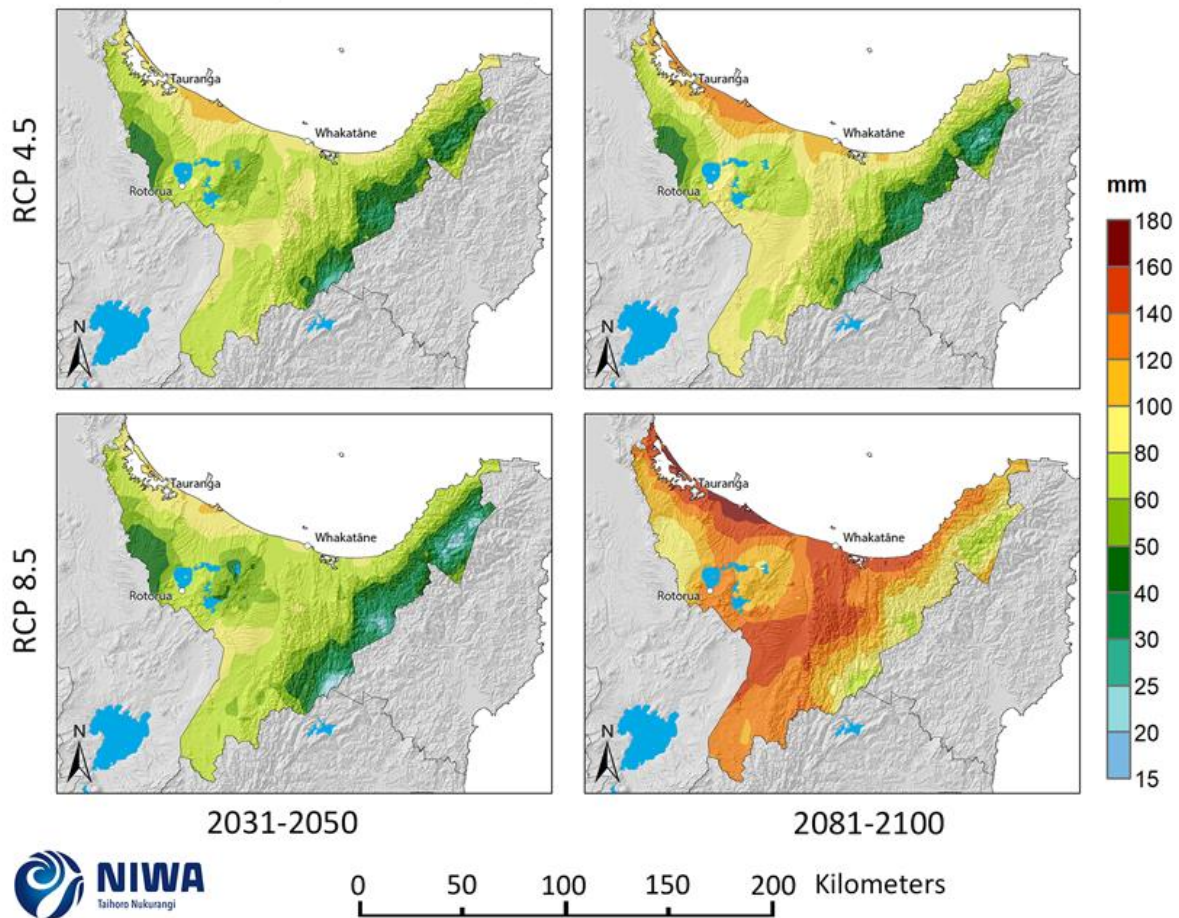 RCP 4.5
Tauranga
Whakatāne
Rotorua
N
Tauranga
Whakatāne
Rotorua
N
mm
180
160
140
120
100
80
60
50
40
30
25
20
15
RCP 8.5
Tauranga
Whakatāne
Rotorua
N
Tauranga
Whakatāne
Rotorua
N
2031-2050
2081-2100
NIWA
Taihoro Nukurangi
0 50 100 150 200 Kilometers